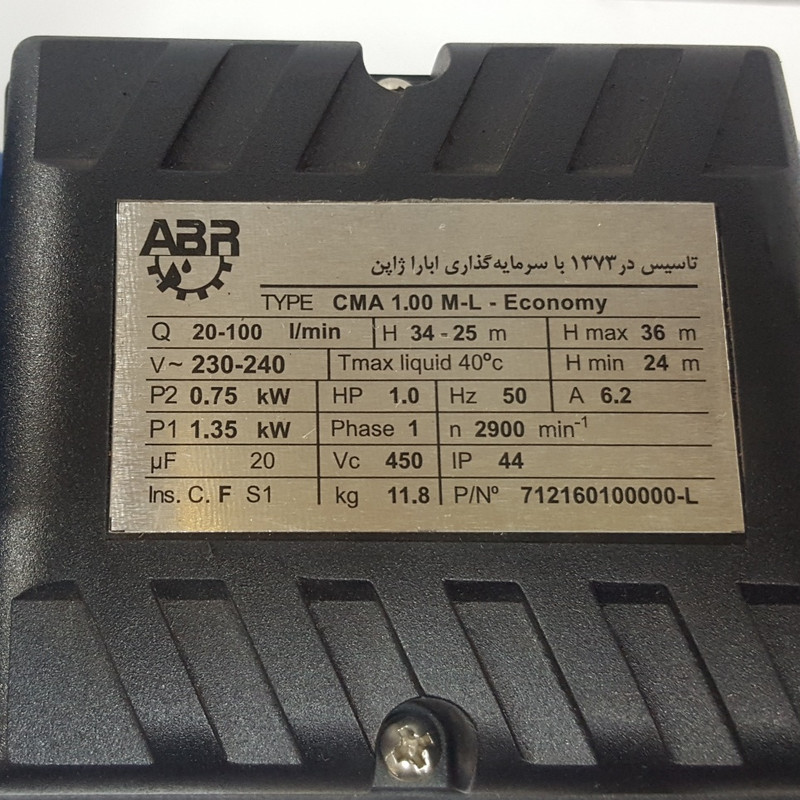 ABR
تاسیس در ۱۳۷۳ با سرمایه‌گذاری ابارا ژاپن
TYPE CMA 1.00 M-L - Economy
Q 20-100 l/min H 34-25 m H max 36 m
V~ 230-240 Tmax liquid 40°c H min 24 m
P2 0.75 kW HP 1.0 Hz 50 A 6.2
P1 1.35 kW Phase 1 n 2900 min⁻¹
µF 20 Vc 450 IP 44
Ins. C. F S1 kg 11.8 P/Nº 712160100000-L